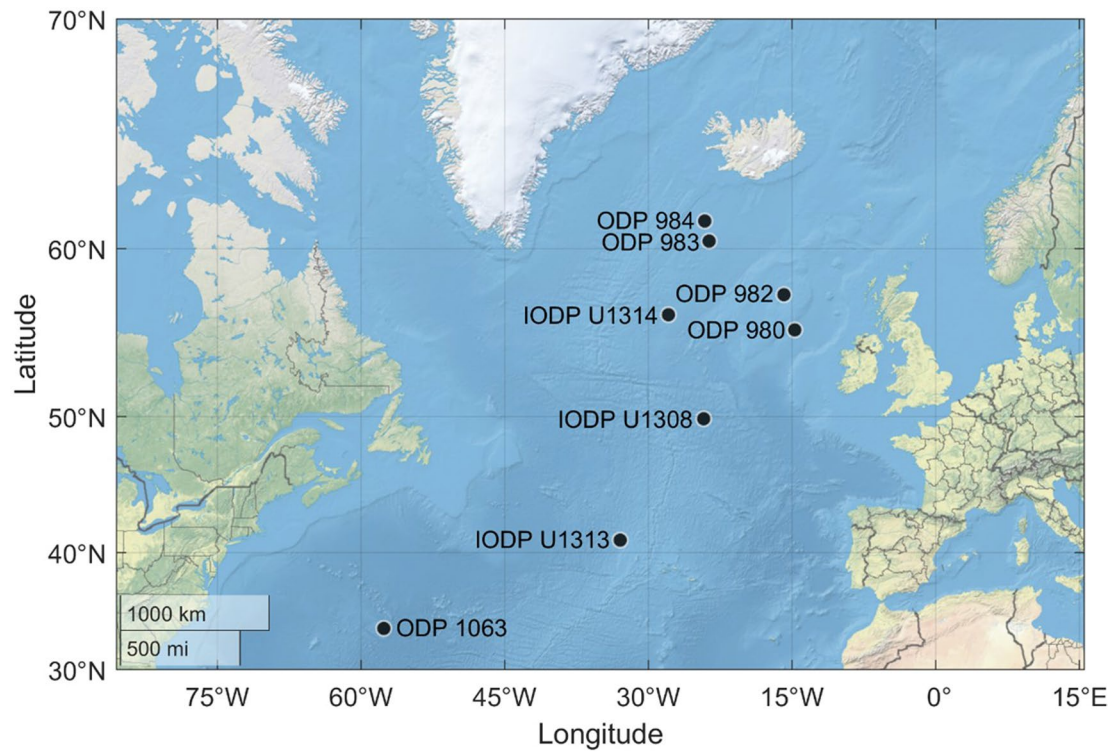 70°N
60°N
50°N
40°N
30°N
Latitude
ODP 984
ODP 983
ODP 982
IODP U1314
ODP 980
IODP U1308
IODP U1313
ODP 1063
1000 km
500 mi
75°W
60°W
45°W
30°W
15°W
0°
15°E
Longitude